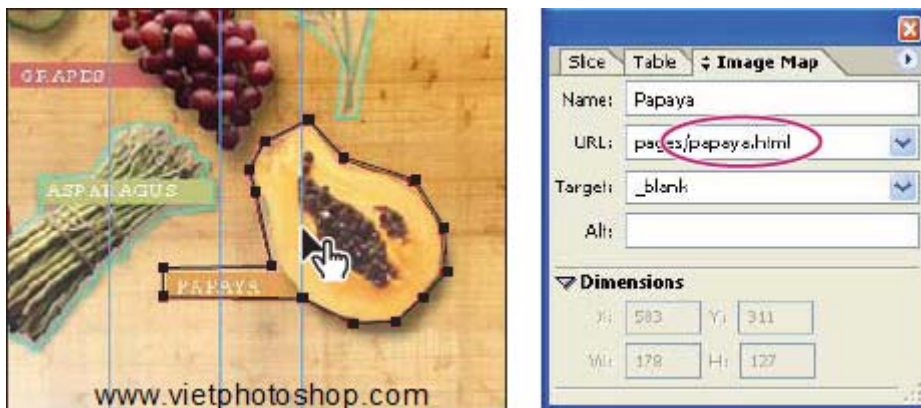 GRAPES
ASPARAGUS
PAPAYA
www.vietphotoshop.com
Slice Table Image Map
Name: Papaya
URL: pages/papaya.html
Target: _blank
Alt:
Dimensions
X: 583 Y: 311
W: 178 H: 127